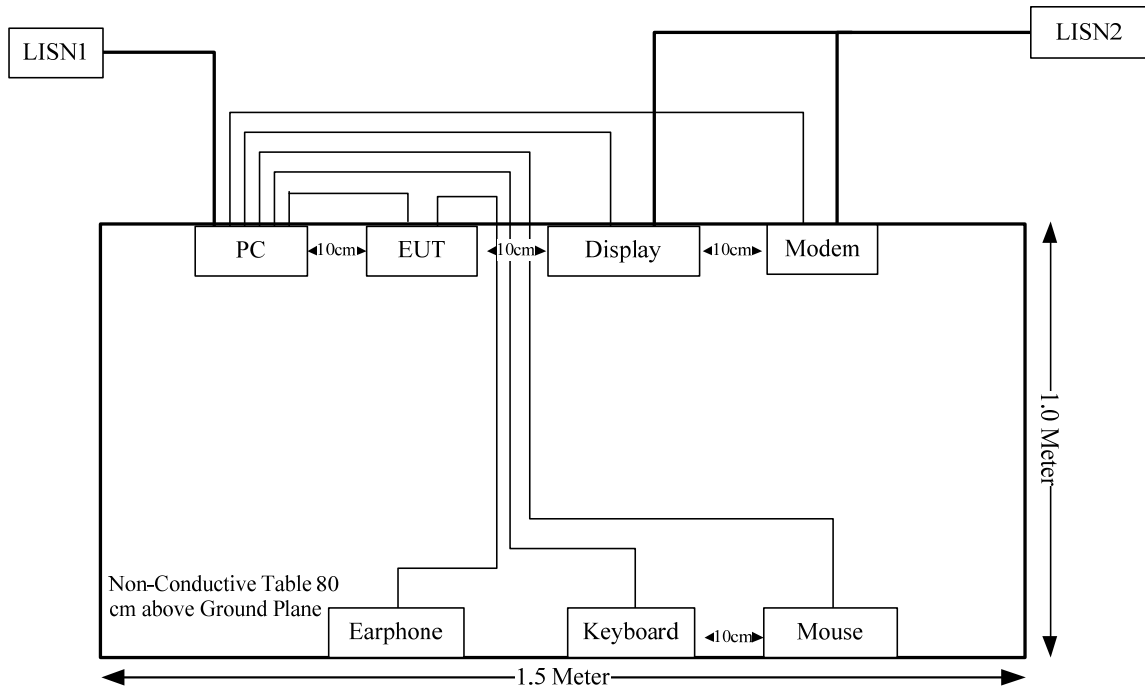 LISN1
LISN2
PC
10cm
EUT
10cm
Display
10cm
Modem
1.0 Meter
Non-Conductive Table 80
cm above Ground Plane
Earphone
Keyboard
10cm
Mouse
1.5 Meter